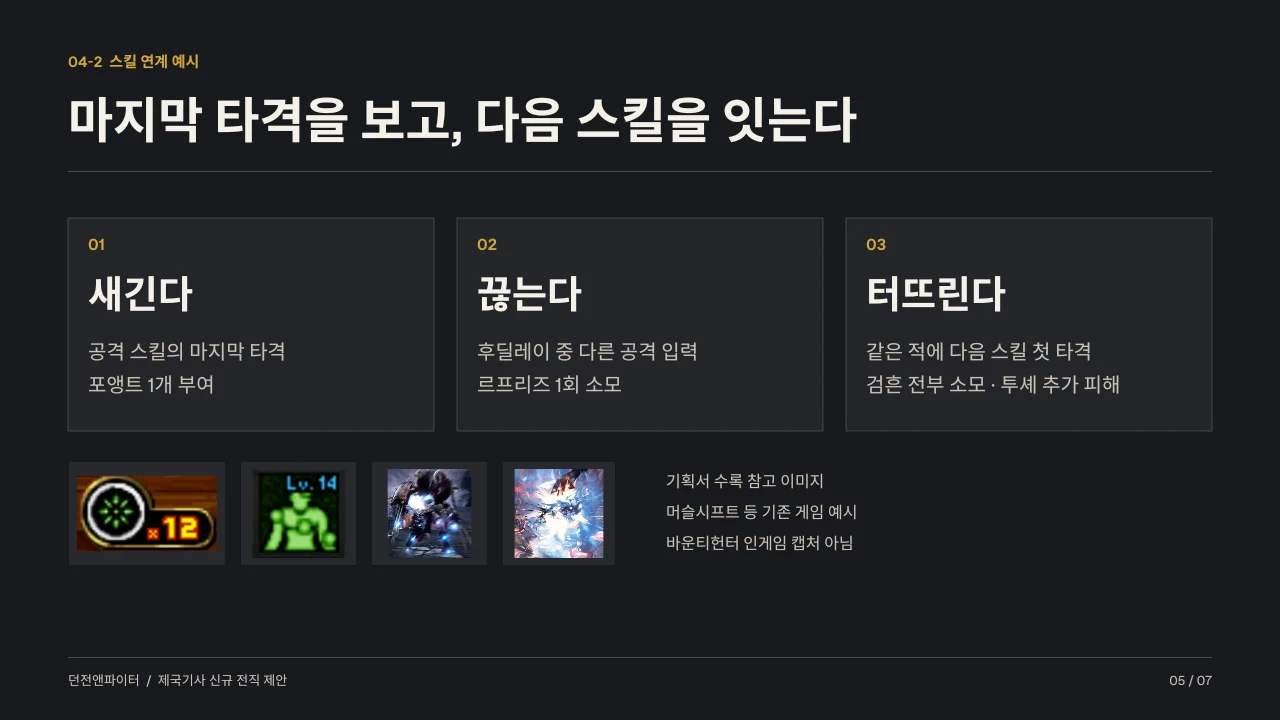 04-2 스킬 연계 예시
마지막 타격을 보고, 다음 스킬을 잇는다
01
새긴다
공격 스킬의 마지막 타격
포앵트 1개 부여
02
끊는다
후딜레이 중 다른 공격 입력
르프리즈 1회 소모
03
터뜨린다
같은 적에 다음 스킬 첫 타격
검흔 전부 소모 · 투셰 추가 피해
x12
Lv. 14
기획서 수록 참고 이미지
머슬시프트 등 기존 게임 예시
바운티헌터 인게임 캡처 아님
던전앤파이터 / 제국기사 신규 전직 제안
05 / 07